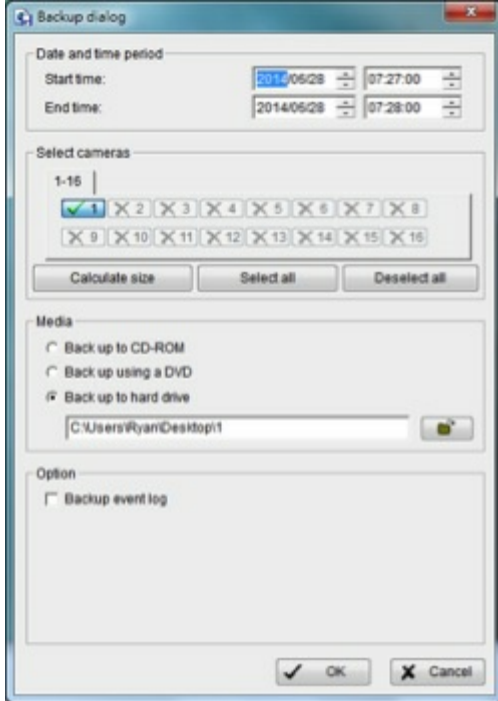 Backup dialog
Date and time period
Start time: 2014/06/28 07:27:00
End time: 2014/06/28 07:28:00
Select cameras
1-16
1 2 3 4 5 6 7 8
9 10 11 12 13 14 15 16
Calculate size Select all Deselect all
Media
Back up to CD-ROM
Back up using a DVD
Back up to hard drive
C:\Users\Ryan\Desktop\1
Option
Backup event log
OK Cancel